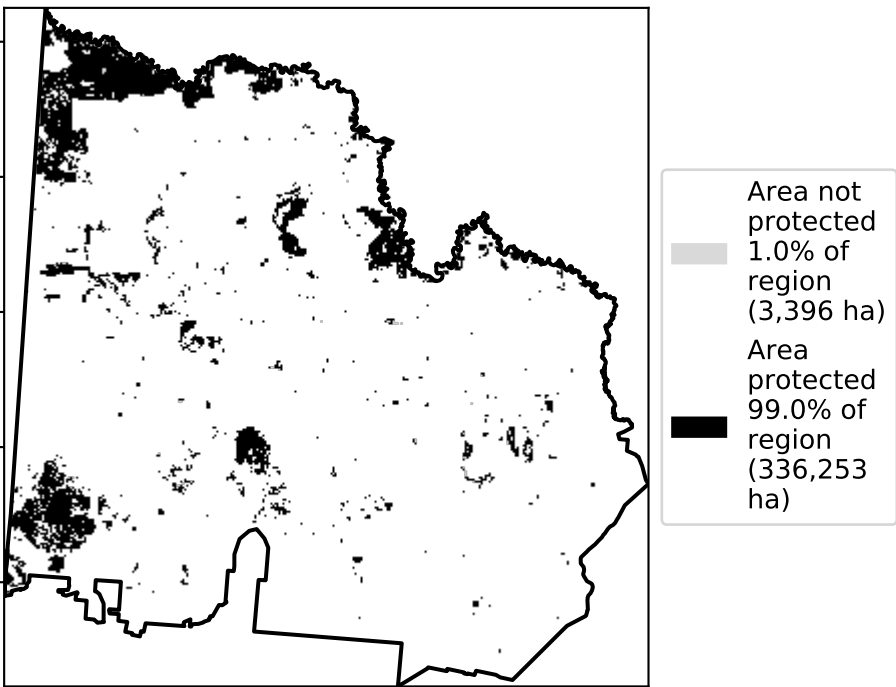 Area not
protected
1.0% of
region
(3,396 ha)
Area
protected
99.0% of
region
(336,253
ha)